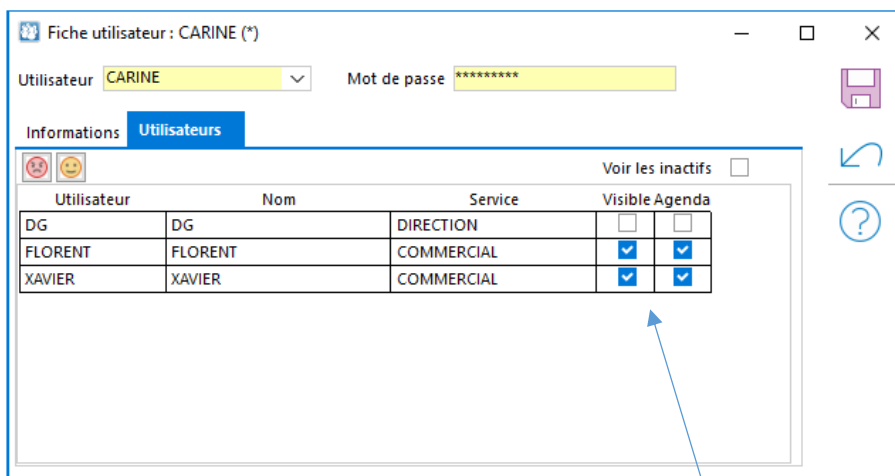 Fiche utilisateur : CARINE (*)
Utilisateur CARINE Mot de passe *********
Informations Utilisateurs
Voir les inactifs
Utilisateur Nom Service Visible Agenda
DG DG DIRECTION
FLORENT FLORENT COMMERCIAL
XAVIER XAVIER COMMERCIAL